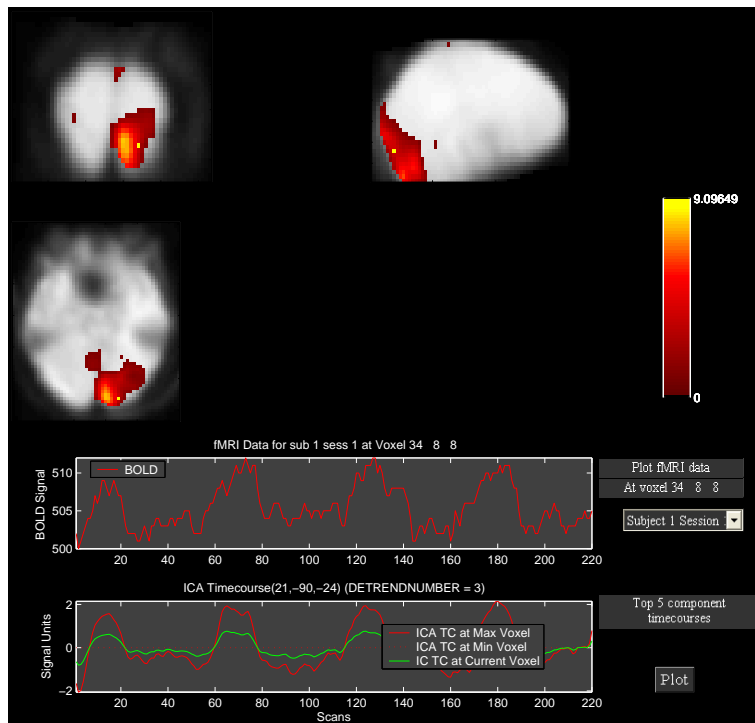 9.09649
0
fMRI Data for sub 1 sess 1 at Voxel 34 8 8
BOLD
510
505
500
BOLD Signal
20 40 60 80 100 120 140 160 180 200 220
Plot fMRI data
At voxel 34 8 8
Subject 1 Session
ICA Timecourse(21,-90,-24) (DETRENDNUMBER = 3)
2
0
-2
Signal Units
ICA TC at Max Voxel
ICA TC at Min Voxel
IC TC at Current Voxel
20 40 60 80 100 120 140 160 180 200 220
Scans
Top 5 component
timecourses
Plot